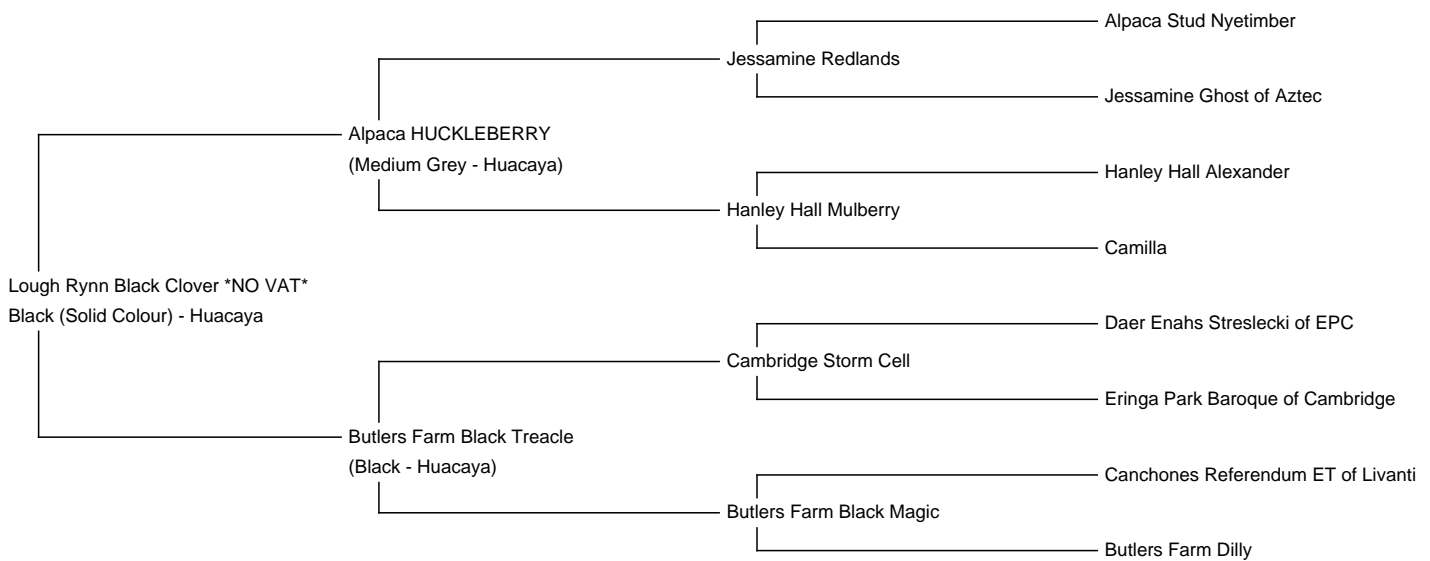 Alpaca Stud Nyetimber
Jessamine Redlands
Jessamine Ghost of Aztec
Alpaca HUCKLEBERRY
(Medium Grey - Huacaya)
Hanley Hall Alexander
Hanley Hall Mulberry
Camilla
Lough Rynn Black Clover *NO VAT*
Black (Solid Colour) - Huacaya
Daer Enahs Streslecki of EPC
Cambridge Storm Cell
Eringa Park Baroque of Cambridge
Butlers Farm Black Treacle
(Black - Huacaya)
Canchones Referendum ET of Livanti
Butlers Farm Black Magic
Butlers Farm Dilly